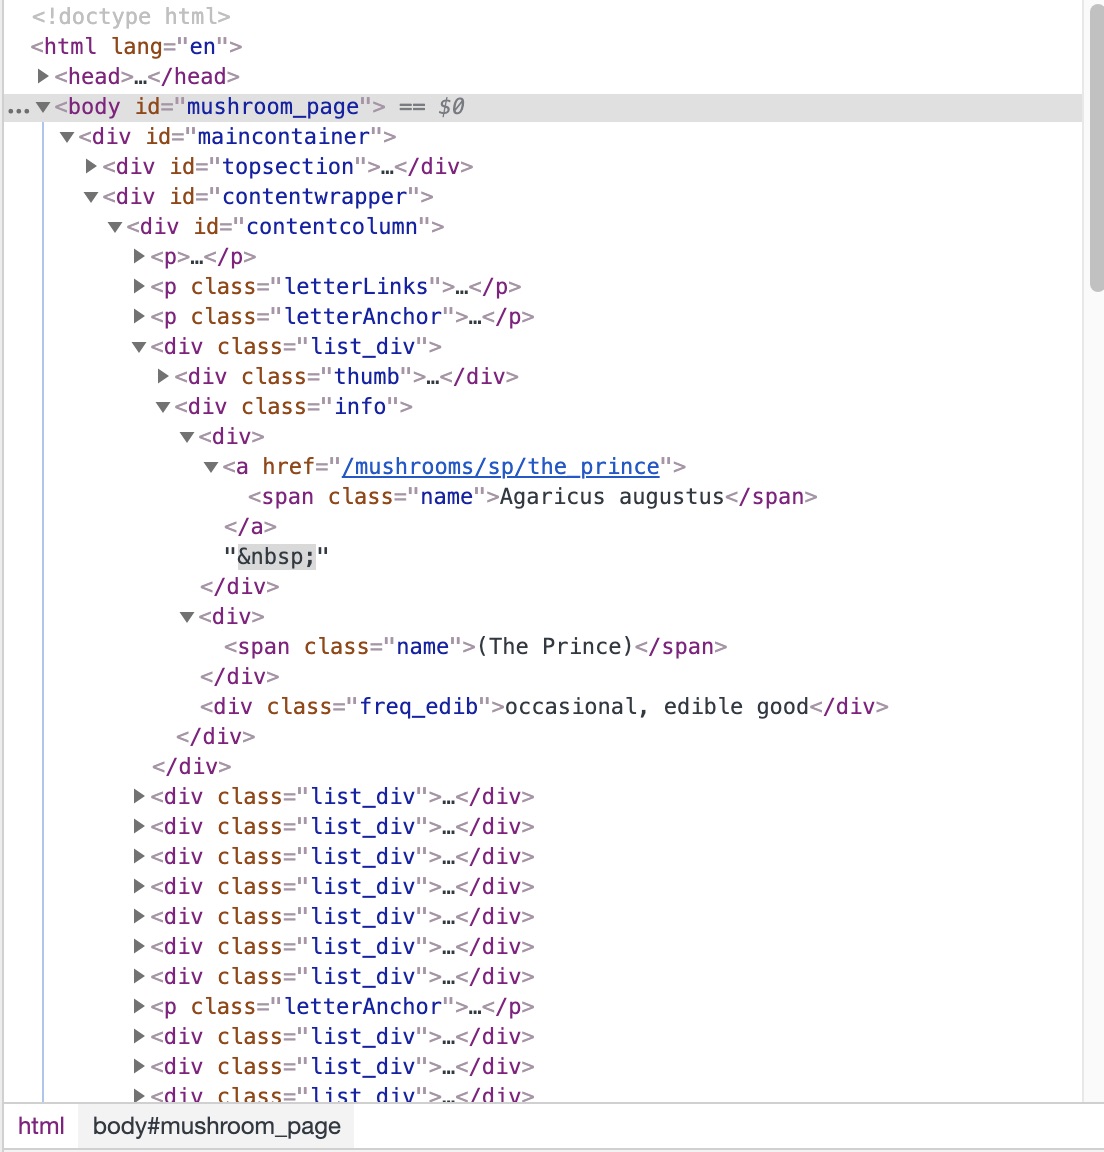 <!doctype html>
<html lang="en">
<head>…</head>
… <body id="mushroom_page"> == $0
<div id="maincontainer">
<div id="topsection">…</div>
<div id="contentwrapper">
<div id="contentcolumn">
<p>…</p>
<p class="letterLinks">…</p>
<p class="letterAnchor">…</p>
<div class="list_div">
<div class="thumb">…</div>
<div class="info">
<div>
<a href="/mushrooms/sp/the_prince">
<span class="name">Agaricus augustus</span>
</a>
"&nbsp;"
</div>
<div>
<span class="name">(The Prince)</span>
</div>
<div class="freq_edib">occasional, edible good</div>
</div>
</div>
<div class="list_div">…</div>
<div class="list_div">…</div>
<div class="list_div">…</div>
<div class="list_div">…</div>
<div class="list_div">…</div>
<div class="list_div">…</div>
<div class="list_div">…</div>
<p class="letterAnchor">…</p>
<div class="list_div">…</div>
<div class="list_div">…</div>
<div class="list_div">…</div>
html body#mushroom_page